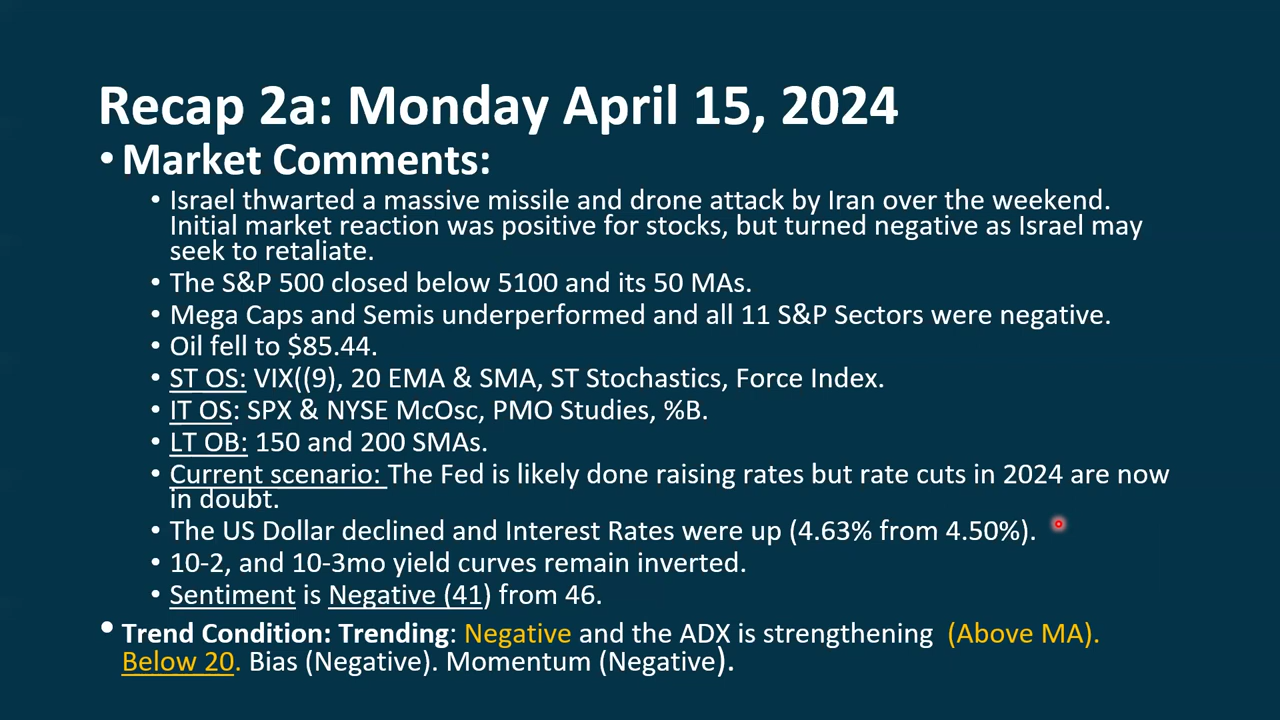 Recap 2a: Monday April 15, 2024
• Market Comments:
• Israel thwarted a massive missile and drone attack by Iran over the weekend.
Initial market reaction was positive for stocks, but turned negative as Israel may
seek to retaliate.
• The S&P 500 closed below 5100 and its 50 MAs.
• Mega Caps and Semis underperformed and all 11 S&P Sectors were negative.
• Oil fell to $85.44.
• ST OS: VIX((9), 20 EMA & SMA, ST Stochastics, Force Index.
• IT OS: SPX & NYSE McOsc, PMO Studies, %B.
• LT OB: 150 and 200 SMAs.
• Current scenario: The Fed is likely done raising rates but rate cuts in 2024 are now
in doubt.
• The US Dollar declined and Interest Rates were up (4.63% from 4.50%).
• 10-2, and 10-3mo yield curves remain inverted.
• Sentiment is Negative (41) from 46.
• Trend Condition: Trending: Negative and the ADX is strengthening (Above MA).
Below 20. Bias (Negative). Momentum (Negative).